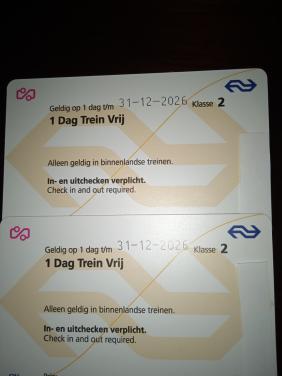 Geldig op 1 dag t/m 31-12-2026 Klasse 2
1 Dag Trein Vrij
Alleen geldig in binnenlandse treinen.
In- en uitchecken verplicht.
Check in and out required.
Geldig op 1 dag t/m 31-12-2026 Klasse 2
1 Dag Trein Vrij
Alleen geldig in binnenlandse treinen.
In- en uitchecken verplicht.
Check in and out required.